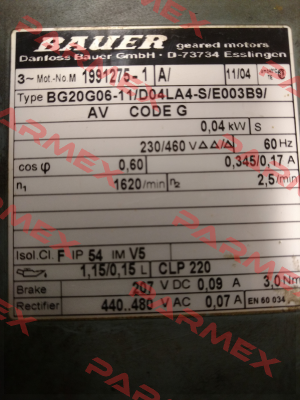 BAUER geared motors
Danfoss Bauer GmbH · D-73734 Esslingen
3~ Mot.-No.M 1991275-1 A/ 11/04
Type BG20G06-11/D04LA4-S/E003B9/
AV CODE G
0,04 kW S
230/460 V △△/△ 60 Hz
cos φ 0,60 0,345/0,17 A
n₁ 1620/min n₂ 2,5/min
Isol.Cl. F IP 54 IM V5
1,15/0,15 L CLP 220
Brake 207 V DC 0,09 A 3,0 Nm
Rectifier 440..480 V AC 0,07 A EN 60 034
PARMEX
PARMEX
PARMEX
PARMEX